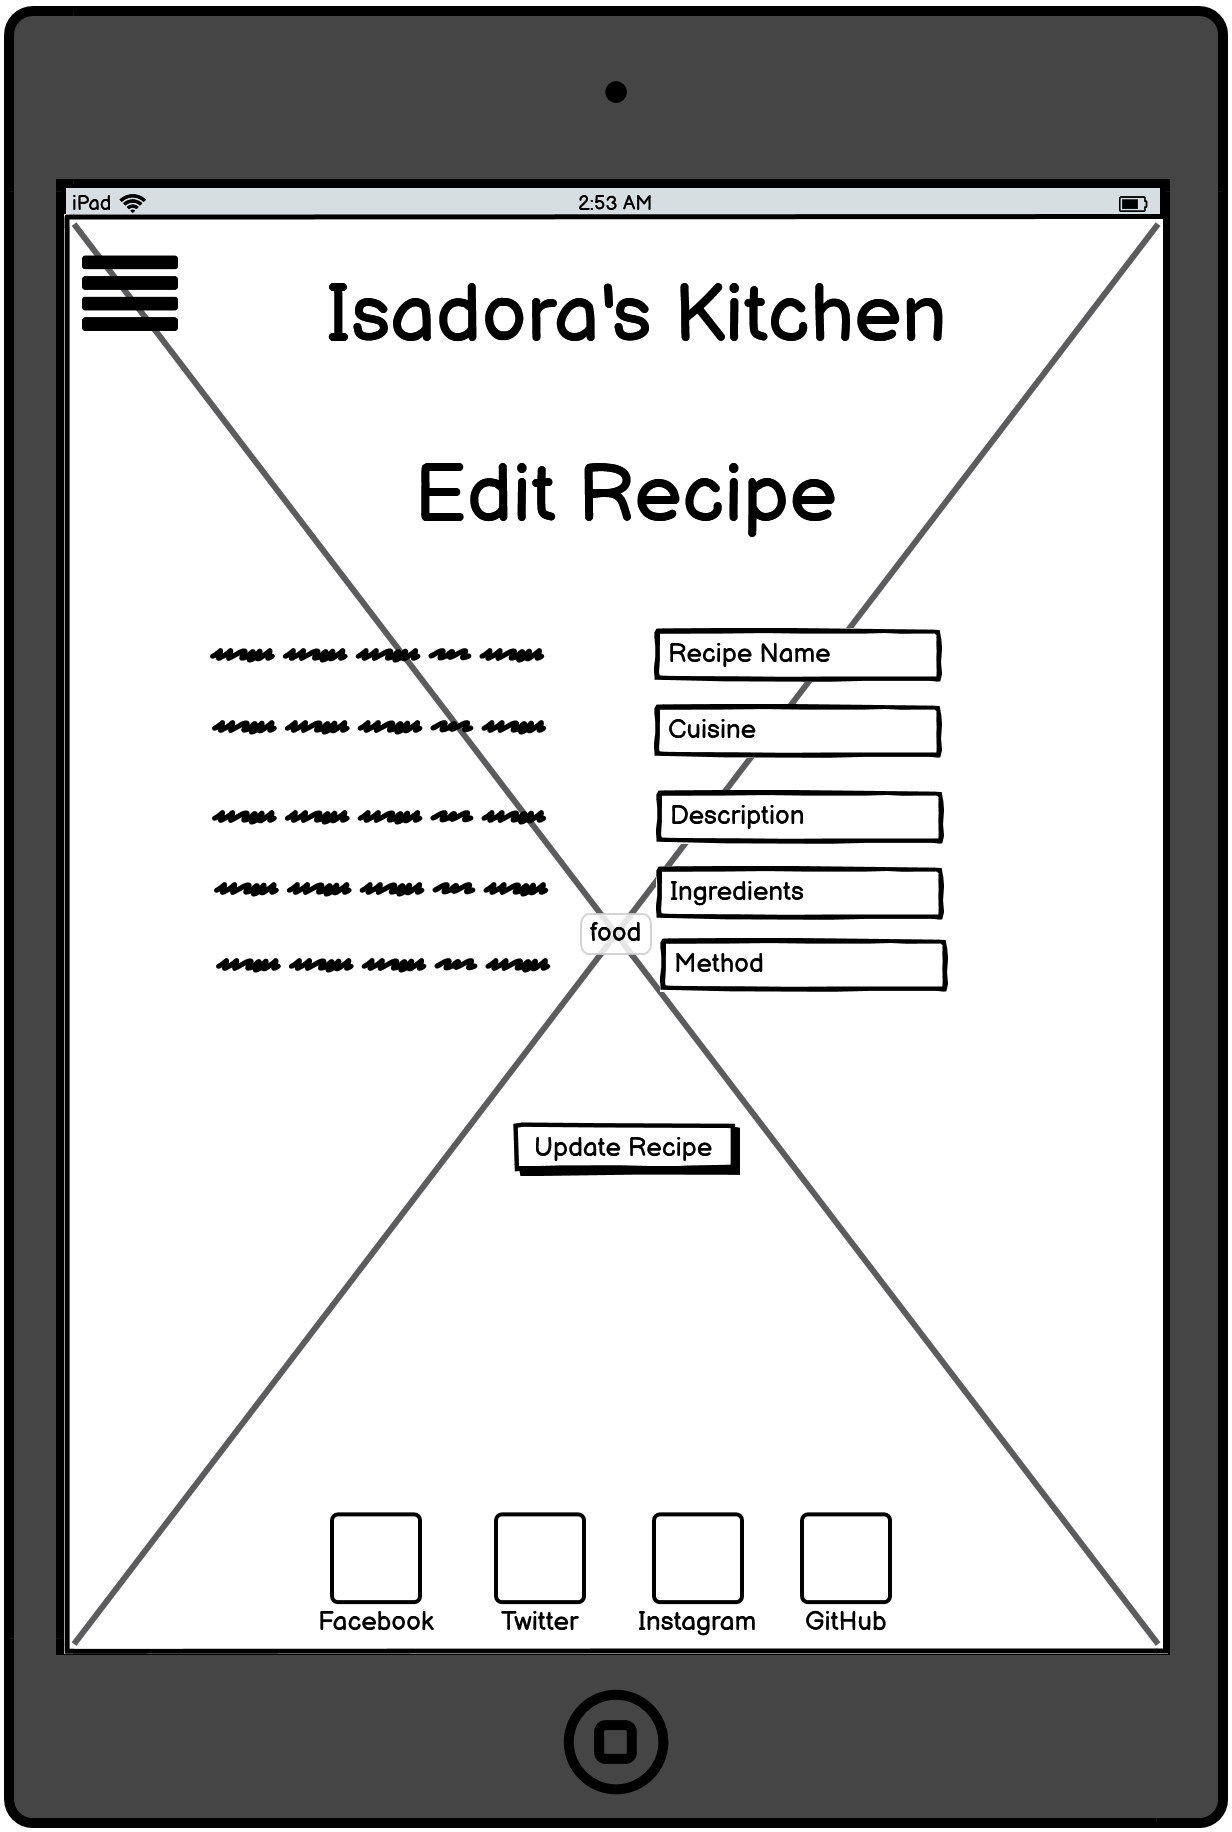 iPad 2:53 AM
Isadora's Kitchen
Edit Recipe
Recipe Name
Cuisine
Description
Ingredients
food
Method
Update Recipe
Facebook Twitter Instagram GitHub